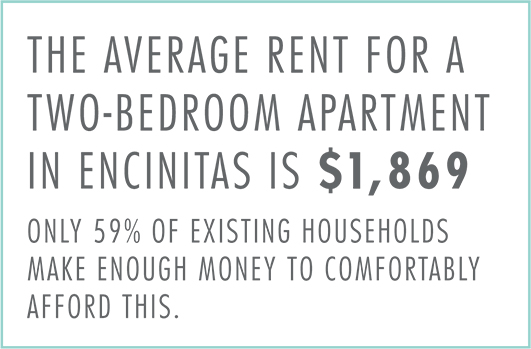 THE AVERAGE RENT FOR A
TWO-BEDROOM APARTMENT
IN ENCINITAS IS $1,869
ONLY 59% OF EXISTING HOUSEHOLDS
MAKE ENOUGH MONEY TO COMFORTABLY
AFFORD THIS.